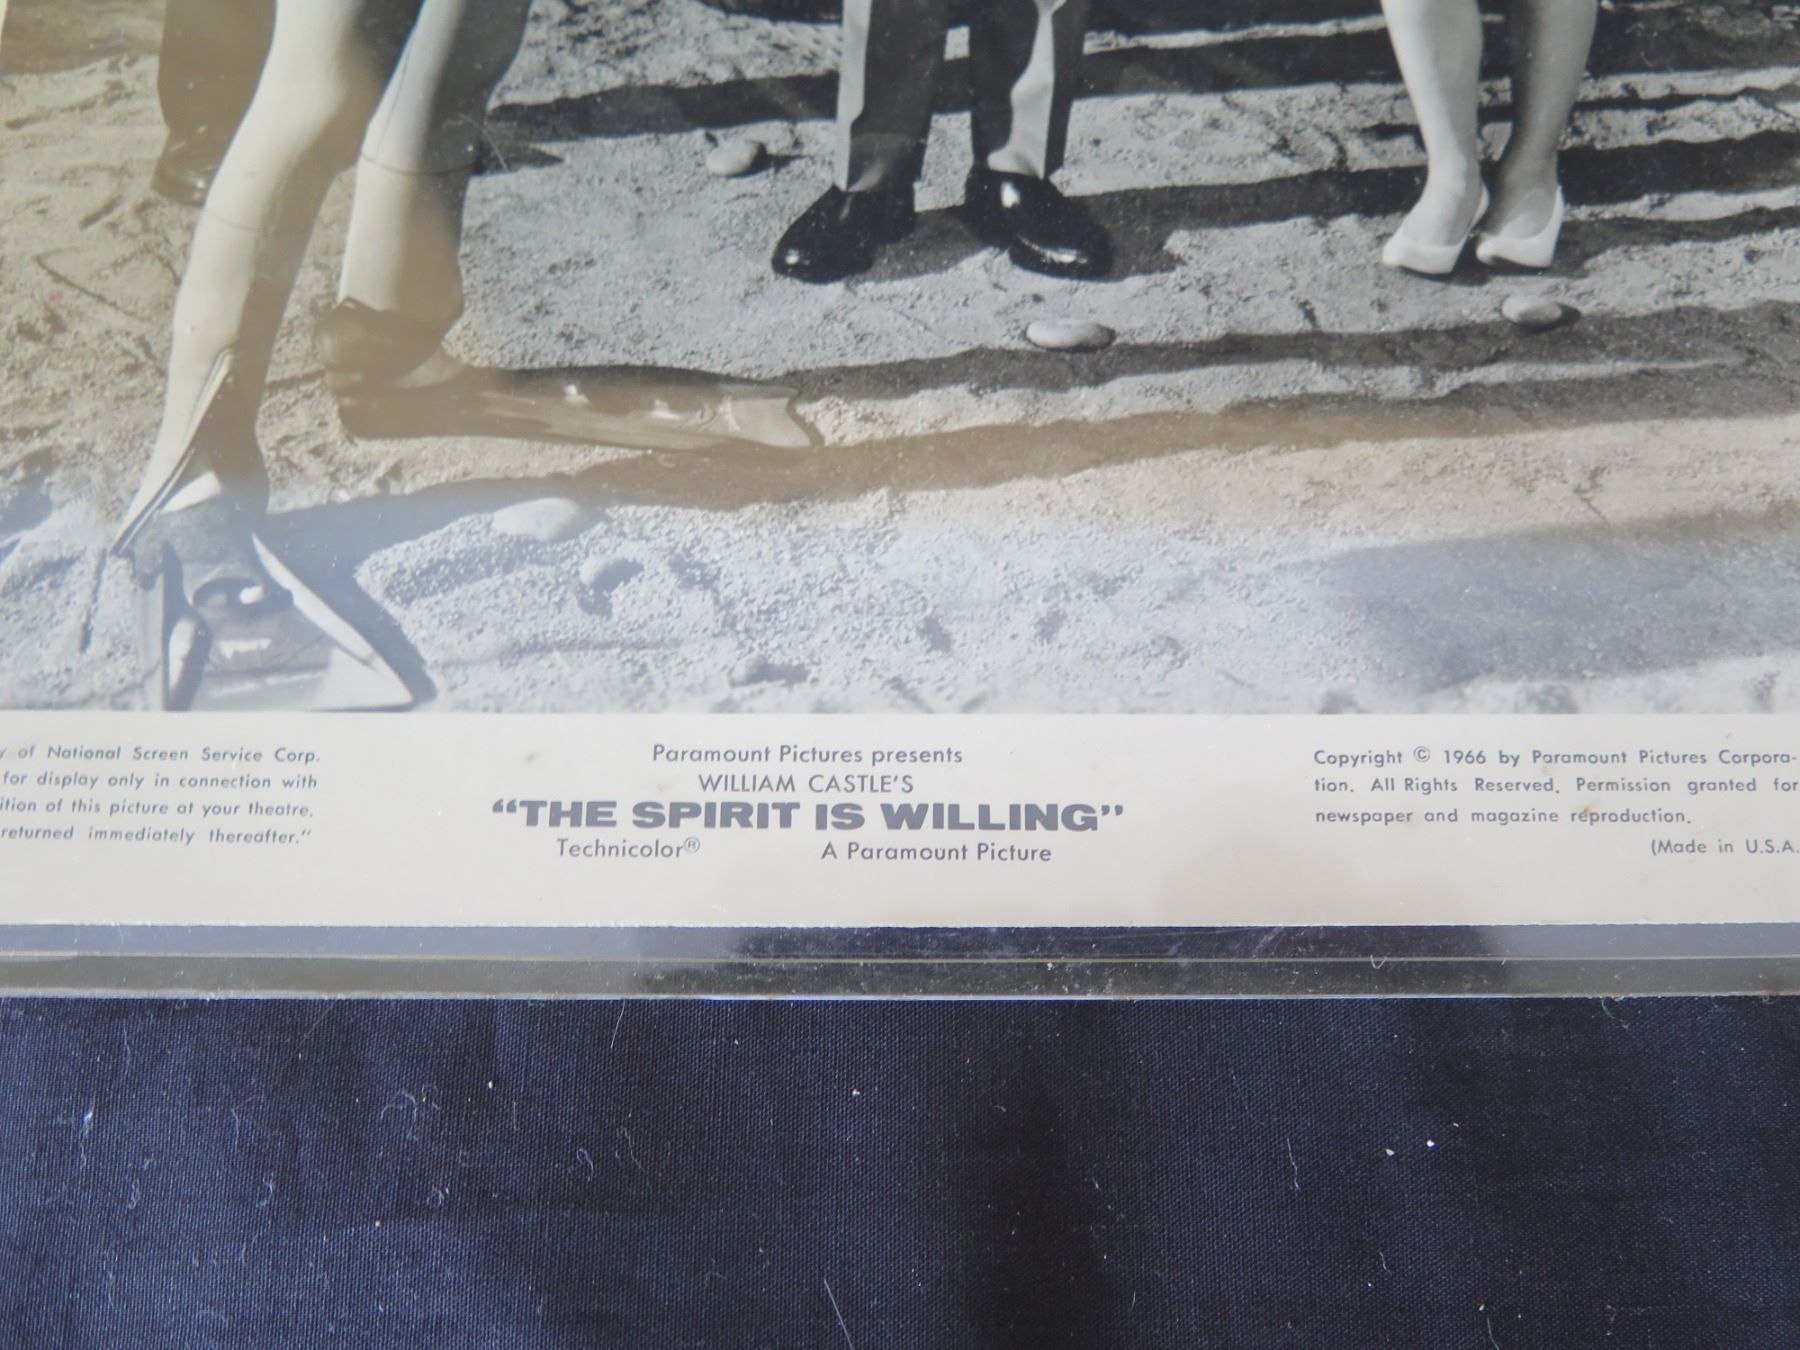 y of National Screen Service Corp.
for display only in connection with
ition of this picture at your theatre.
returned immediately thereafter."
Paramount Pictures presents
WILLIAM CASTLE'S
"THE SPIRIT IS WILLING"
Technicolor® A Paramount Picture
Copyright © 1966 by Paramount Pictures Corpora-
tion. All Rights Reserved. Permission granted for
newspaper and magazine reproduction.
(Made in U.S.A.